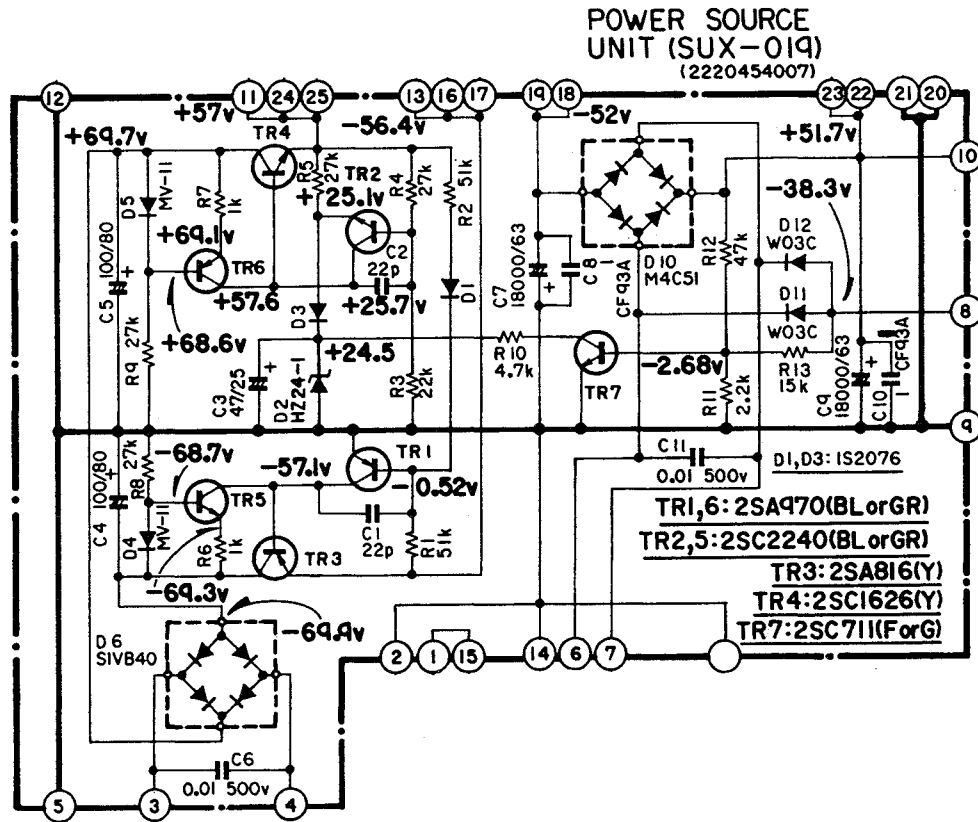 POWER SOURCE
UNIT (SUX-019)
(2220454007)
12
11
24
25
13
16
17
19
18
23
22
21
20
+57v
-56.4v
-52v
+51.7v
+69.7v
TR4
10
D5
MV-11
R7
1k
R5
27k
TR2
+25.1v
R4
27k
R2
51k
-38.3v
C5 100/80
+
+69.1v
TR6
C2
22p
+25.7v
D1
C7
18000/63
+
C8
1
CF93A
D10
M4C51
R12
47k
D12
W03C
D11
W03C
8
+57.6
+68.6v
R9 27k
D3
+24.5
R10
4.7k
TR7
-2.68v
R13
15k
C3
47/25
+
D2
HZ24-1
R3
22k
R11
2.2k
C9
18000/63
+
C10
1
CF93A
9
C4 100/80
+
R8 27k
-68.7v
-57.1v
TR1
-0.52v
C11
0.01 500v
D1,D3: 1S2076
TR5
D4
MV-11
R6
1k
C1
22p
TR3
R1
51k
-69.3v
-69.9v
TR1,6: 2SA970(BLorGR)
TR2,5: 2SC2240(BLorGR)
TR3: 2SA816(Y)
TR4: 2SC1626(Y)
TR7: 2SC711(ForG)
D6
S1VB40
2
1
15
14
6
7
C6
0.01 500v
5
3
4